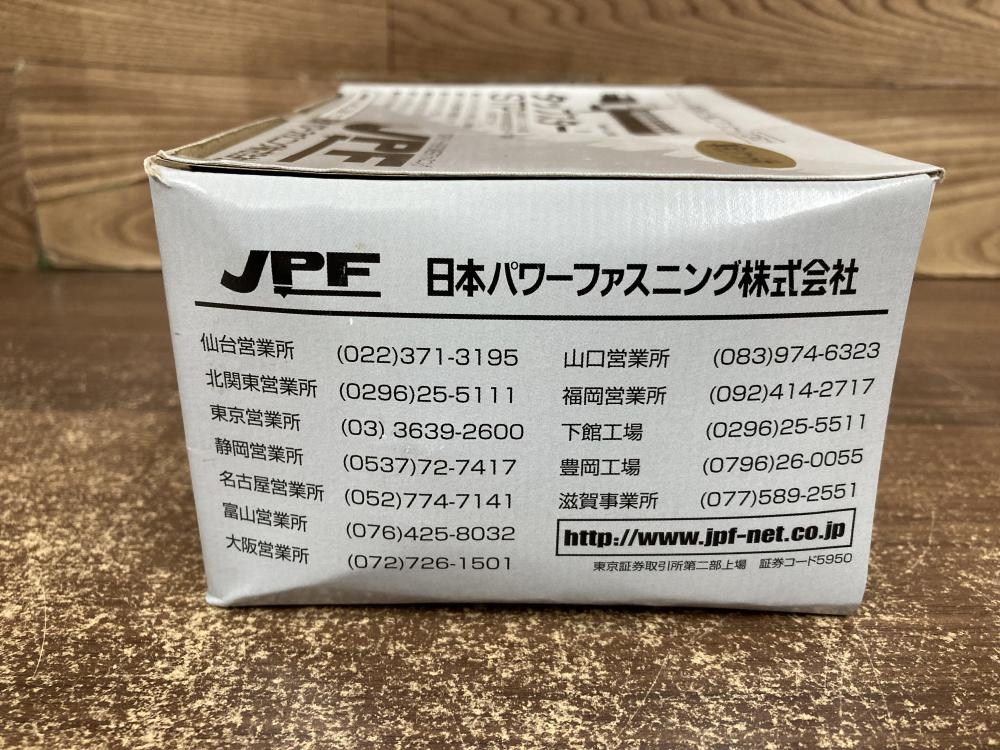 JPF
JPF 日本パワーファスニング株式会社
仙台営業所 (022)371-3195
北関東営業所 (0296)25-5111
東京営業所 (03) 3639-2600
静岡営業所 (0537)72-7417
名古屋営業所 (052)774-7141
富山営業所 (076)425-8032
大阪営業所 (072)726-1501
山口営業所 (083)974-6323
福岡営業所 (092)414-2717
下館工場 (0296)25-5511
豊岡工場 (0796)26-0055
滋賀事業所 (077)589-2551
http://www.jpf-net.co.jp
東京証券取引所第二部上場 証券コード5950